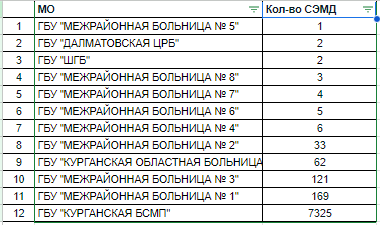 МО Кол-во СЭМД
1 ГБУ "МЕЖРАЙОННАЯ БОЛЬНИЦА № 5" 1
2 ГБУ "ДАЛМАТОВСКАЯ ЦРБ" 2
3 ГБУ "ШГБ" 2
4 ГБУ "МЕЖРАЙОННАЯ БОЛЬНИЦА № 8" 3
5 ГБУ "МЕЖРАЙОННАЯ БОЛЬНИЦА № 7" 4
6 ГБУ "МЕЖРАЙОННАЯ БОЛЬНИЦА № 6" 5
7 ГБУ "МЕЖРАЙОННАЯ БОЛЬНИЦА № 4" 6
8 ГБУ "МЕЖРАЙОННАЯ БОЛЬНИЦА № 2" 33
9 ГБУ "КУРГАНСКАЯ ОБЛАСТНАЯ БОЛЬНИЦА 62
10 ГБУ "МЕЖРАЙОННАЯ БОЛЬНИЦА № 3" 121
11 ГБУ "МЕЖРАЙОННАЯ БОЛЬНИЦА № 1" 169
12 ГБУ "КУРГАНСКАЯ БСМП" 7325